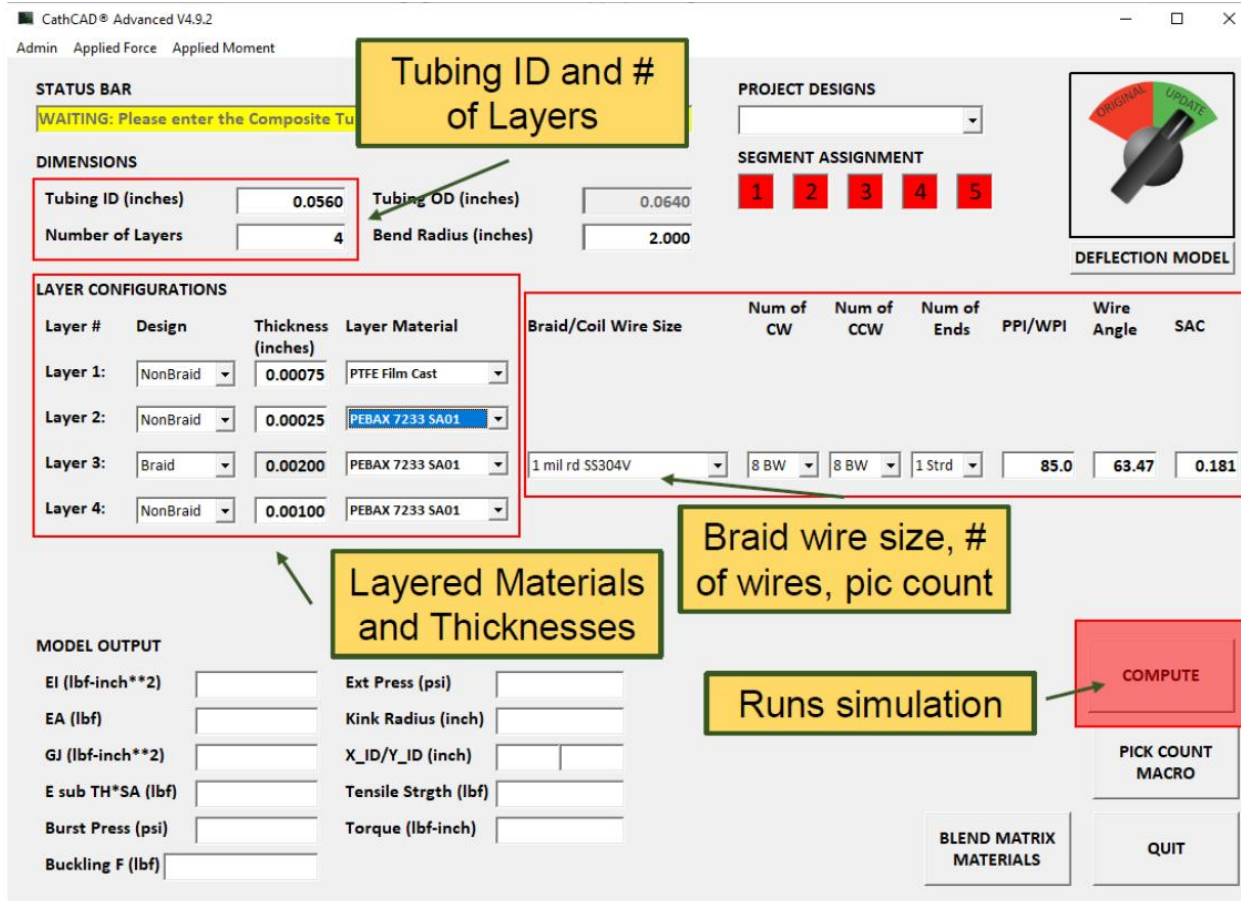 CathCAD® Advanced V4.9.2
Admin Applied Force Applied Moment
Tubing ID and #
of Layers
STATUS BAR
WAITING: Please enter the Composite Tu
PROJECT DESIGNS
ORIGINAL UPDATE
DIMENSIONS
Tubing ID (inches) 0.0560 Tubing OD (inches) 0.0640
Number of Layers 4 Bend Radius (inches) 2.000
SEGMENT ASSIGNMENT
1 2 3 4 5
DEFLECTION MODEL
LAYER CONFIGURATIONS
Layer # Design Thickness (inches) Layer Material Braid/Coil Wire Size Num of CW Num of CCW Num of Ends PPI/WPI Wire Angle SAC
Layer 1: NonBraid 0.00075 PTFE Film Cast
Layer 2: NonBraid 0.00025 PEBAX 7233 SA01
Layer 3: Braid 0.00200 PEBAX 7233 SA01 1 mil rd SS304V 8 BW 8 BW 1 Strd 85.0 63.47 0.181
Layer 4: NonBraid 0.00100 PEBAX 7233 SA01
Braid wire size, #
of wires, pic count
Layered Materials
and Thicknesses
MODEL OUTPUT
EI (lbf-inch**2) Ext Press (psi)
EA (lbf) Kink Radius (inch)
GJ (lbf-inch**2) X_ID/Y_ID (inch)
E sub TH*SA (lbf) Tensile Strgth (lbf)
Burst Press (psi) Torque (lbf-inch)
Buckling F (lbf)
Runs simulation
COMPUTE
PICK COUNT
MACRO
BLEND MATRIX
MATERIALS
QUIT